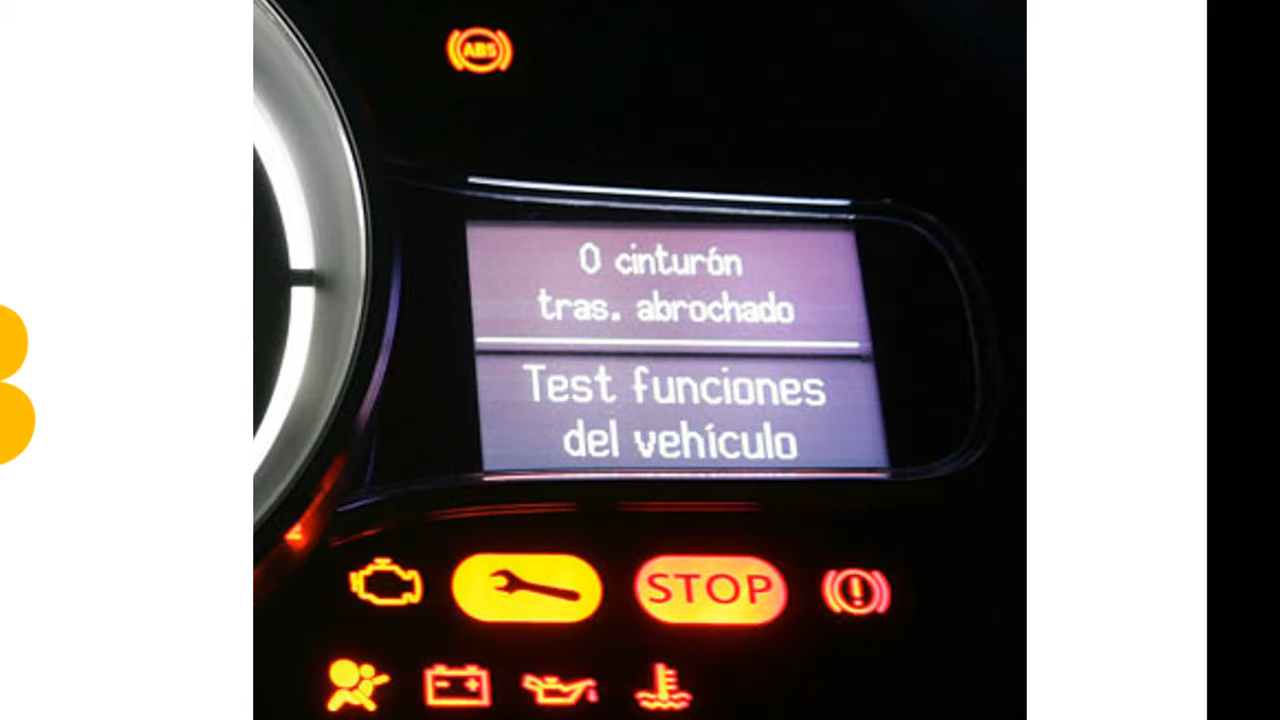 ABS
0 cinturón
tras. abrochado
Test funciones
del vehículo
STOP